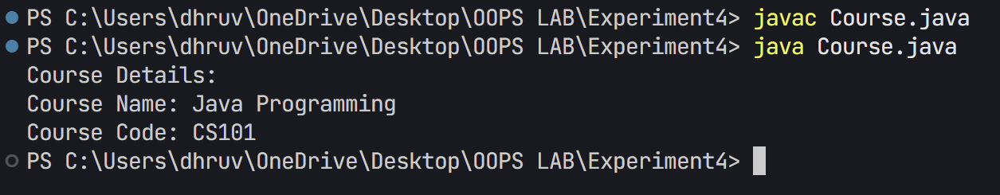 PS C:\Users\dhruv\OneDrive\Desktop\OOPS LAB\Experiment4> javac Course.java
PS C:\Users\dhruv\OneDrive\Desktop\OOPS LAB\Experiment4> java Course.java
Course Details:
Course Name: Java Programming
Course Code: CS101
PS C:\Users\dhruv\OneDrive\Desktop\OOPS LAB\Experiment4>